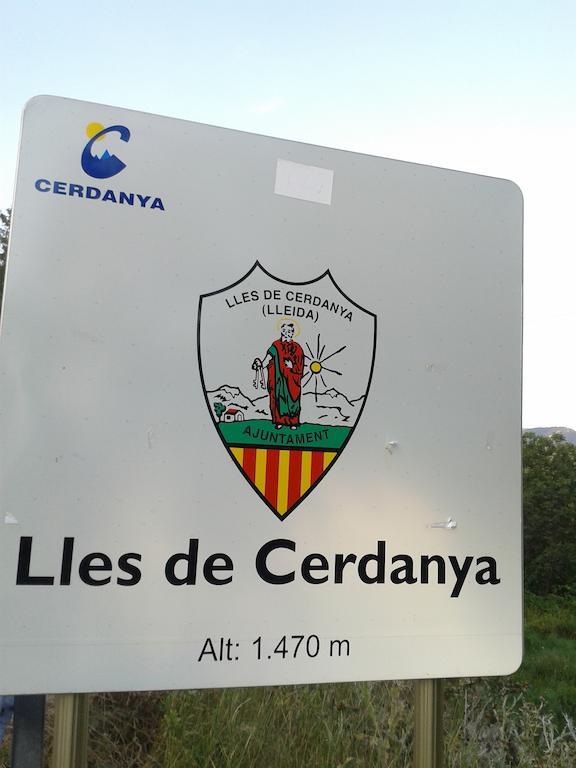 CERDANYA
LLES DE CERDANYA
(LLEIDA)
AJUNTAMENT
Lles de Cerdanya
Alt: 1.470 m